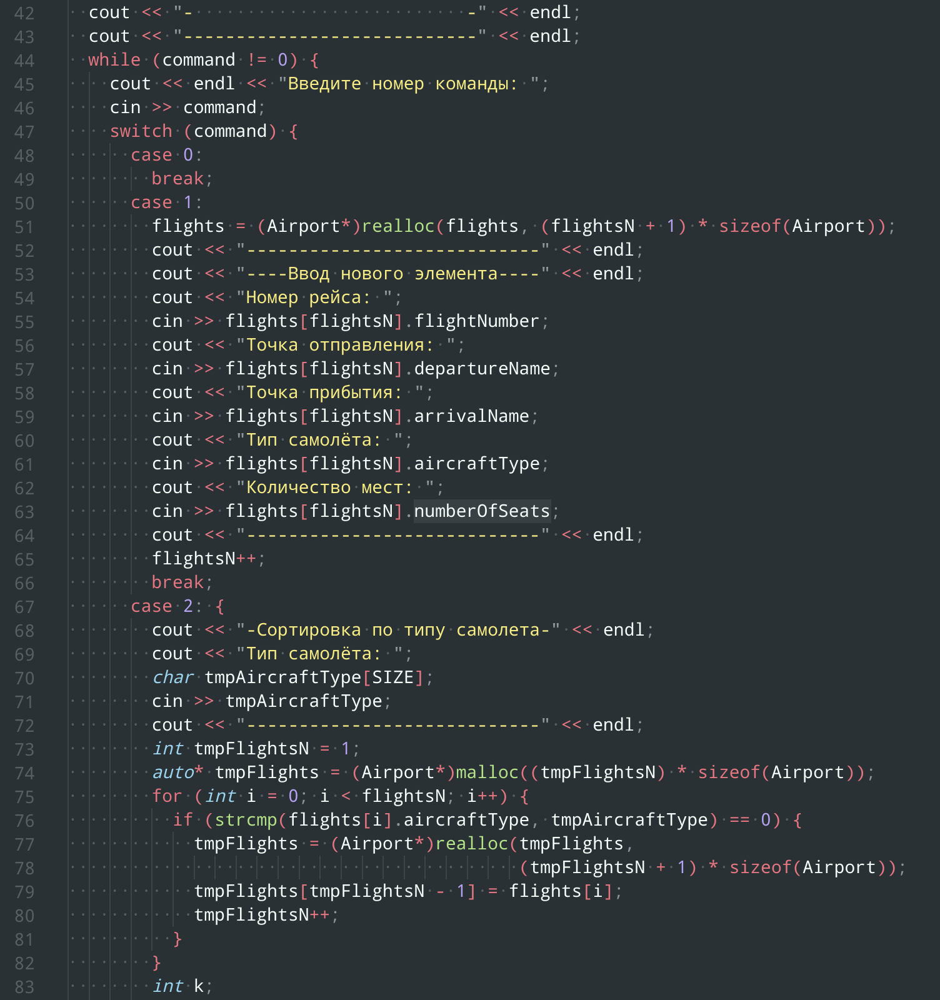 42 cout << "-                          -" << endl;
43 cout << "----------------------------" << endl;
44 while (command != 0) {
45 cout << endl << "Введите номер команды: ";
46 cin >> command;
47 switch (command) {
48 case 0:
49 break;
50 case 1:
51 flights = (Airport*)realloc(flights, (flightsN + 1) * sizeof(Airport));
52 cout << "----------------------------" << endl;
53 cout << "----Ввод нового элемента----" << endl;
54 cout << "Номер рейса: ";
55 cin >> flights[flightsN].flightNumber;
56 cout << "Точка отправления: ";
57 cin >> flights[flightsN].departureName;
58 cout << "Точка прибытия: ";
59 cin >> flights[flightsN].arrivalName;
60 cout << "Тип самолёта: ";
61 cin >> flights[flightsN].aircraftType;
62 cout << "Количество мест: ";
63 cin >> flights[flightsN].numberOfSeats;
64 cout << "----------------------------" << endl;
65 flightsN++;
66 break;
67 case 2: {
68 cout << "-Сортировка по типу самолета-" << endl;
69 cout << "Тип самолёта: ";
70 char tmpAircraftType[SIZE];
71 cin >> tmpAircraftType;
72 cout << "----------------------------" << endl;
73 int tmpFlightsN = 1;
74 auto* tmpFlights = (Airport*)malloc((tmpFlightsN) * sizeof(Airport));
75 for (int i = 0; i < flightsN; i++) {
76 if (strcmp(flights[i].aircraftType, tmpAircraftType) == 0) {
77 tmpFlights = (Airport*)realloc(tmpFlights,
78 (tmpFlightsN + 1) * sizeof(Airport));
79 tmpFlights[tmpFlightsN - 1] = flights[i];
80 tmpFlightsN++;
81 }
82 }
83 int k;